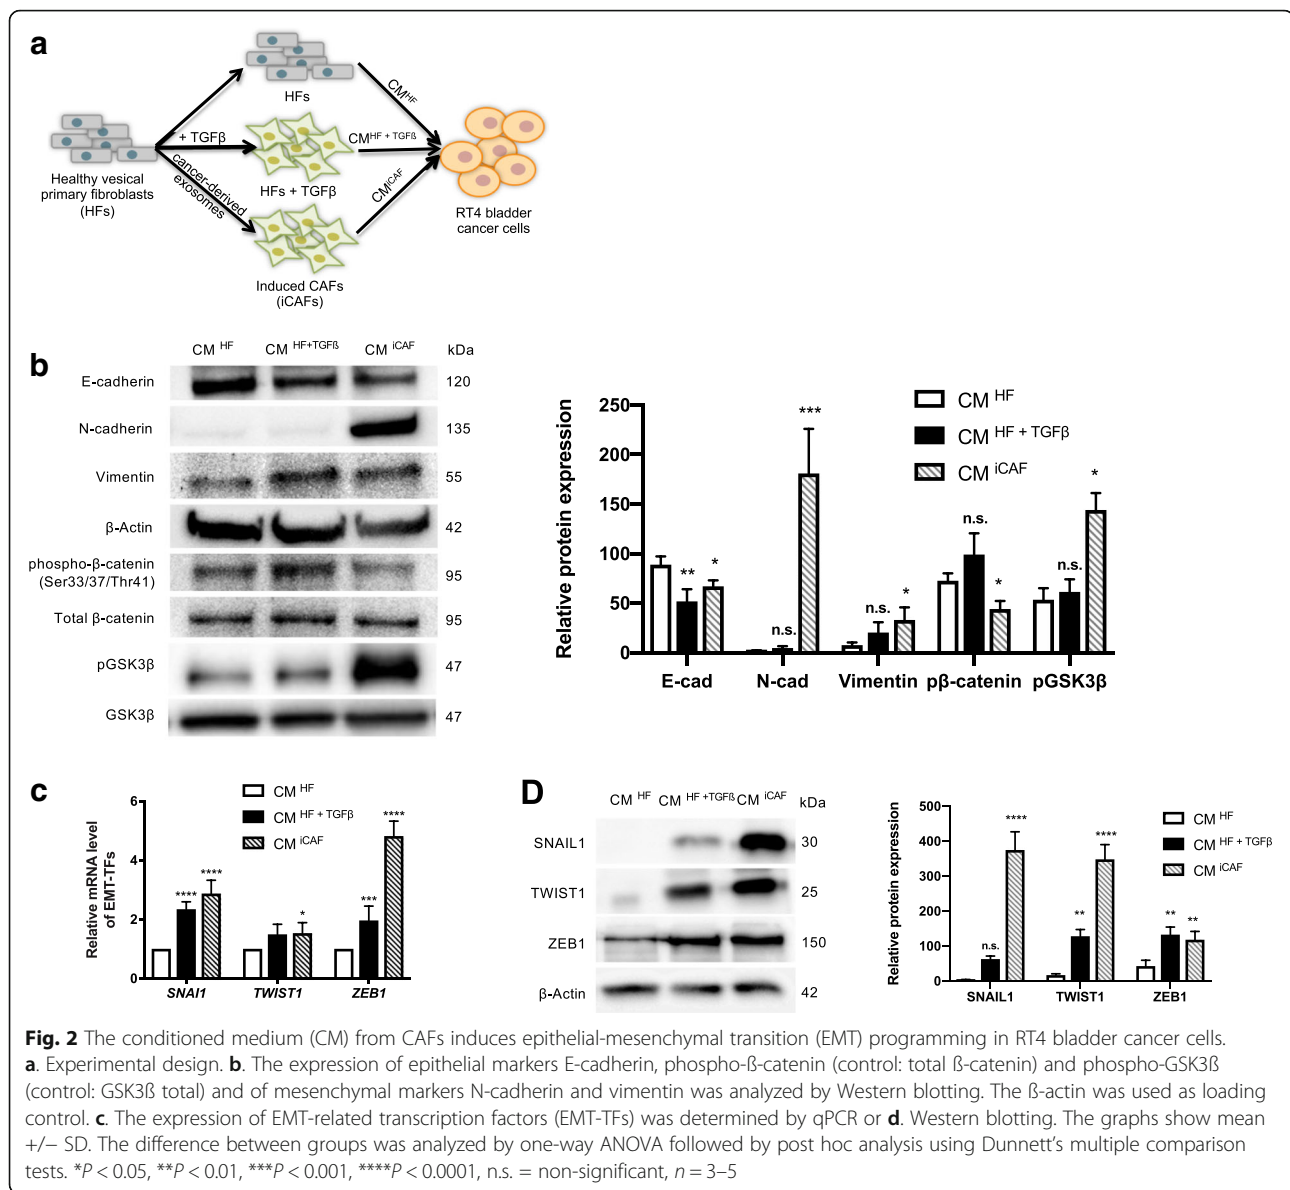 a
HFs
CM^HF
+ TGFβ
CM^HF + TGFβ
Healthy vesical
primary fibroblasts
(HFs)
cancer-derived
exosomes
HFs + TGFβ
CM^iCAF
RT4 bladder
cancer cells
Induced CAFs
(iCAFs)
b
CM HF
CM HF+TGFß
CM iCAF
kDa
E-cadherin
120
N-cadherin
135
Vimentin
55
β-Actin
42
phospho-β-catenin
(Ser33/37/Thr41)
95
Total β-catenin
95
pGSK3β
47
GSK3β
47
Relative protein expression
250
200
150
100
50
0
** *
n.s. ***
n.s. *
n.s. *
n.s. *
E-cad N-cad Vimentin pβ-catenin pGSK3β
CM HF
CM HF + TGFβ
CM iCAF
c
Relative mRNA level
of EMT-TFs
6
4
2
0
CM HF
CM HF + TGFβ
CM iCAF
**** ****
*
*** ****
SNAI1 TWIST1 ZEB1
D
CM HF
CM HF +TGFß
CM iCAF
kDa
SNAIL1
30
TWIST1
25
ZEB1
150
β-Actin
42
Relative protein expression
500
400
300
200
100
0
n.s. ****
** ****
** **
SNAIL1 TWIST1 ZEB1
CM HF
CM HF + TGFβ
CM iCAF
Fig. 2 The conditioned medium (CM) from CAFs induces epithelial-mesenchymal transition (EMT) programming in RT4 bladder cancer cells.
a. Experimental design. b. The expression of epithelial markers E-cadherin, phospho-ß-catenin (control: total ß-catenin) and phospho-GSK3ß
(control: GSK3ß total) and of mesenchymal markers N-cadherin and vimentin was analyzed by Western blotting. The ß-actin was used as loading
control. c. The expression of EMT-related transcription factors (EMT-TFs) was determined by qPCR or d. Western blotting. The graphs show mean
+/− SD. The difference between groups was analyzed by one-way ANOVA followed by post hoc analysis using Dunnett's multiple comparison
tests. *P < 0.05, **P < 0.01, ***P < 0.001, ****P < 0.0001, n.s. = non-significant, n = 3–5